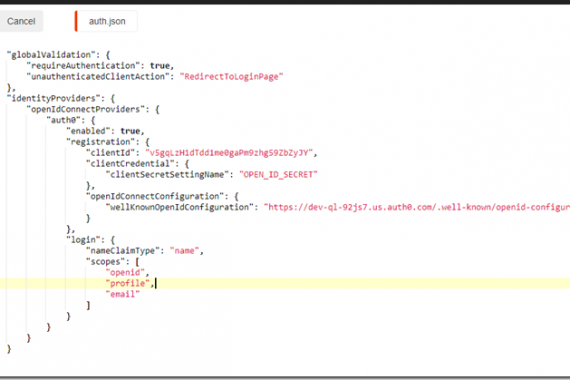 Cancel
auth.json
"globalValidation": {
"requireAuthentication": true,
"unauthenticatedClientAction": "RedirectToLoginPage"
},
"identityProviders": {
"openIdConnectProviders": {
"auth0": {
"enabled": true,
"registration": {
"clientId": "v5gqLzHidTddime0gaPm9zhgS9ZbZyJY",
"clientCredential": {
"clientSecretSettingName": "OPEN_ID_SECRET"
},
"openIdConnectConfiguration": {
"wellKnownOpenIdConfiguration": "https://dev-ql-92js7.us.auth0.com/.well-known/openid-configur
}
},
"login": {
"nameClaimType": "name",
"scopes": [
"openid",
"profile",
"email"
]
}
}
}
}